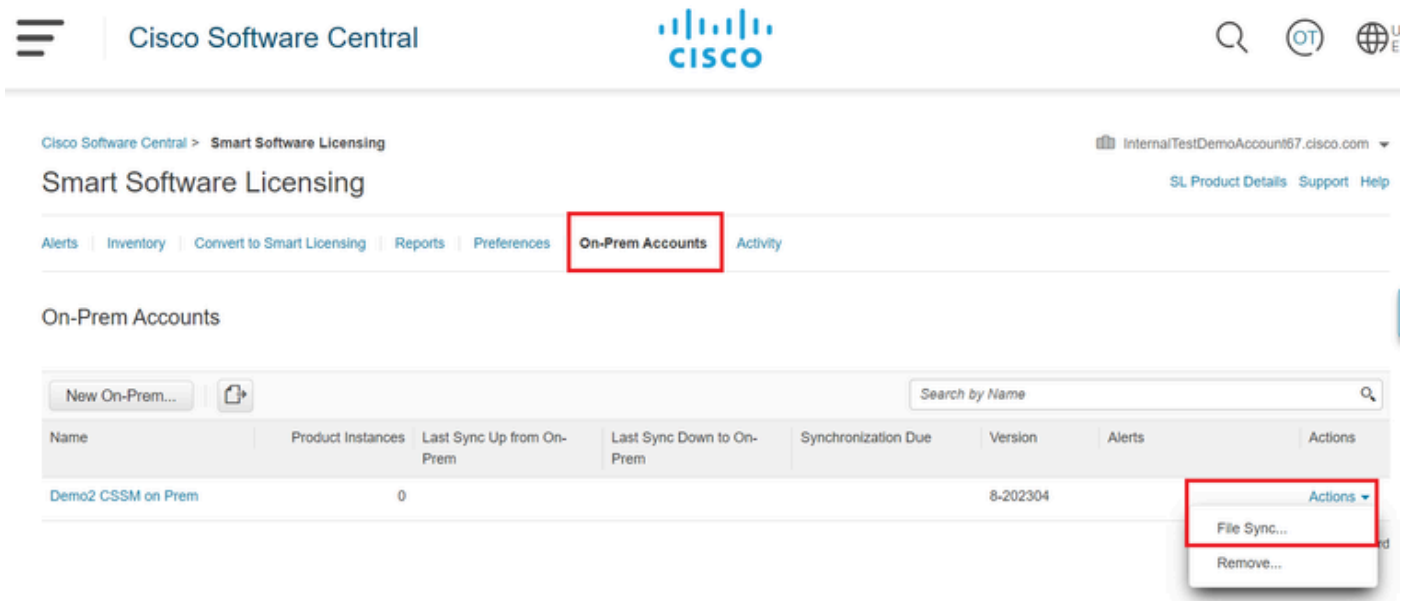 Cisco Software Central
CISCO
OT
Cisco Software Central > Smart Software Licensing
InternalTestDemoAccount67.cisco.com
Smart Software Licensing
SL Product Details Support Help
Alerts Inventory Convert to Smart Licensing Reports Preferences On-Prem Accounts Activity
On-Prem Accounts
New On-Prem...
Search by Name
Name Product Instances Last Sync Up from On-Prem Last Sync Down to On-Prem Synchronization Due Version Alerts Actions
Demo2 CSSM on Prem 0 8-202304 Actions
File Sync...
Remove...